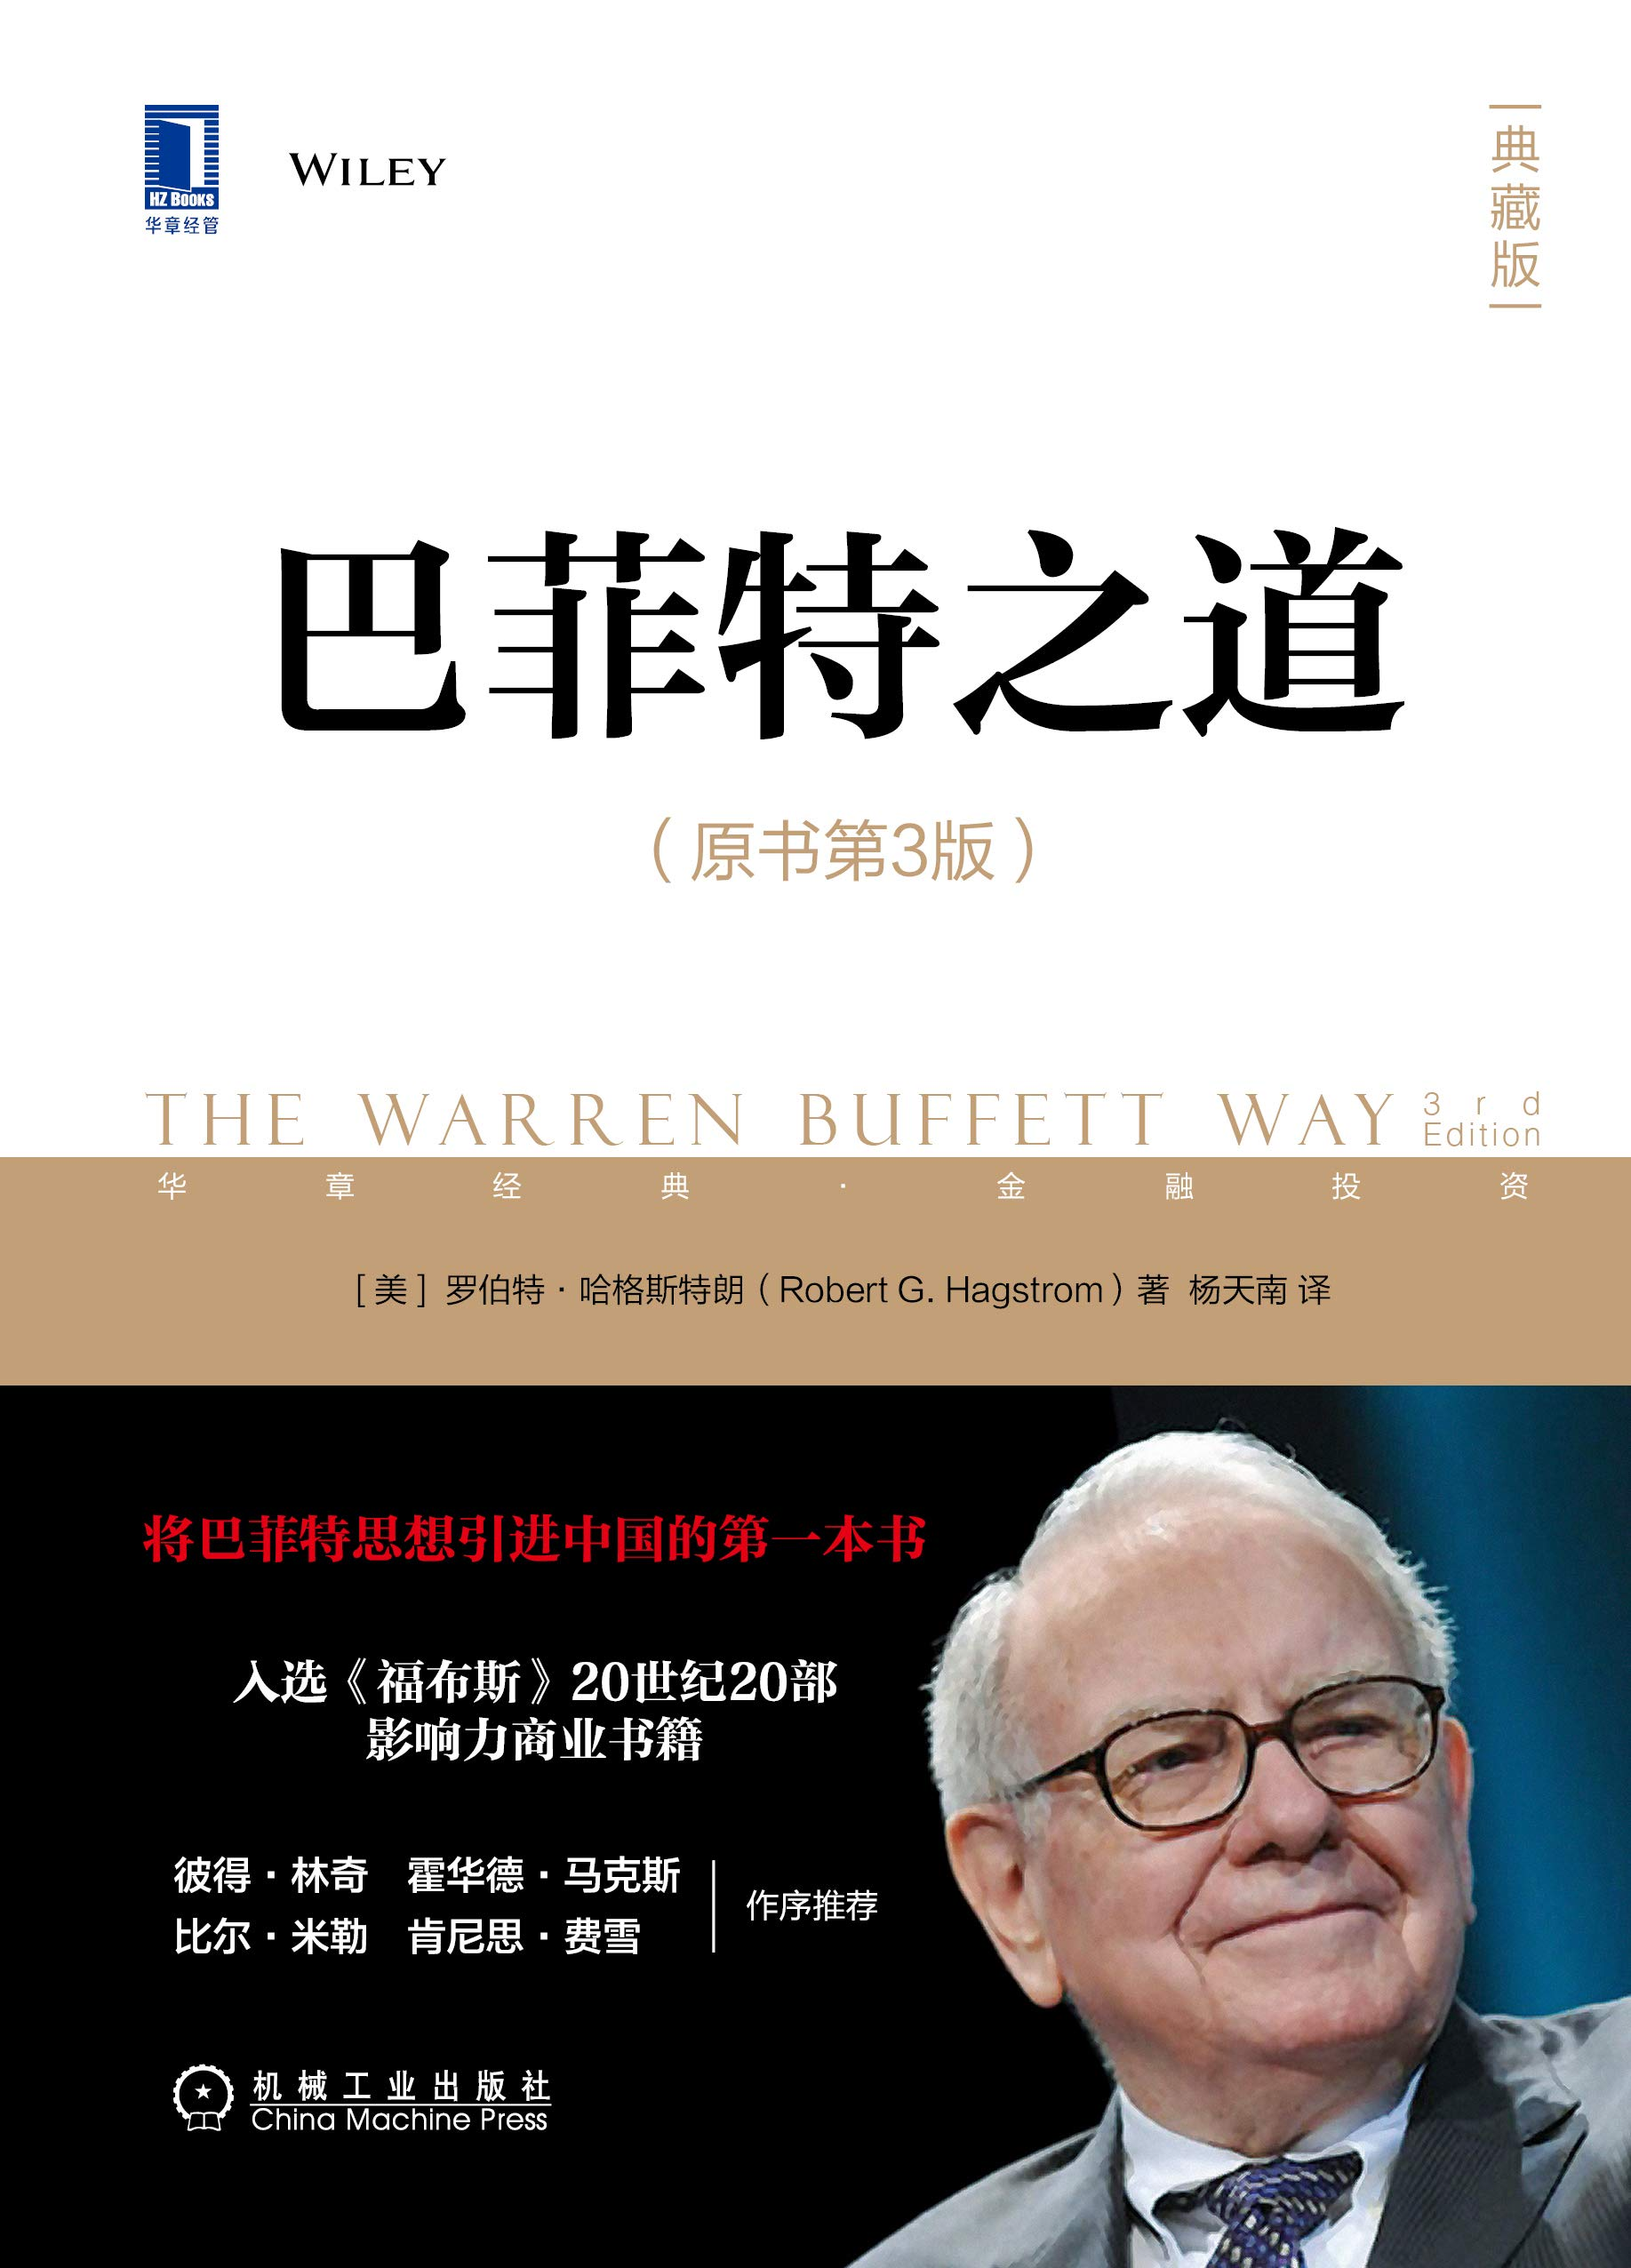 HZ BOOKS
华章经管
WILEY
典藏版
巴菲特之道
（原书第3版）
THE WARREN BUFFETT WAY 3rd Edition
华章经典·金融投资
［美］罗伯特·哈格斯特朗（Robert G. Hagstrom）著 杨天南 译
将巴菲特思想引进中国的第一本书
入选《福布斯》20世纪20部
影响力商业书籍
彼得·林奇 霍华德·马克斯
比尔·米勒 肯尼思·费雪
作序推荐
机械工业出版社
China Machine Press